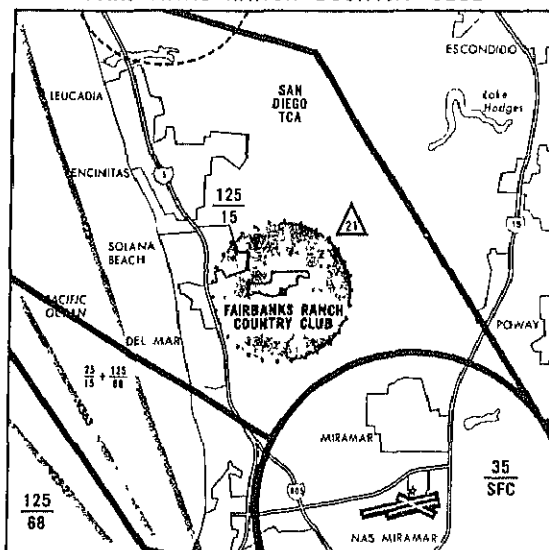 ESCONDIDO
LEUCADIA
SAN
DIEGO
TCA
Lake
Hodges
5
ENCINITAS
125
15
21
15
SOLANA
BEACH
PACIFIC
OCEAN
FAIRBANKS RANCH
COUNTRY CLUB
POWAY
DEL MAR
25
15
+
125
68
MIRAMAR
805
35
SFC
125
68
NAS MIRAMAR